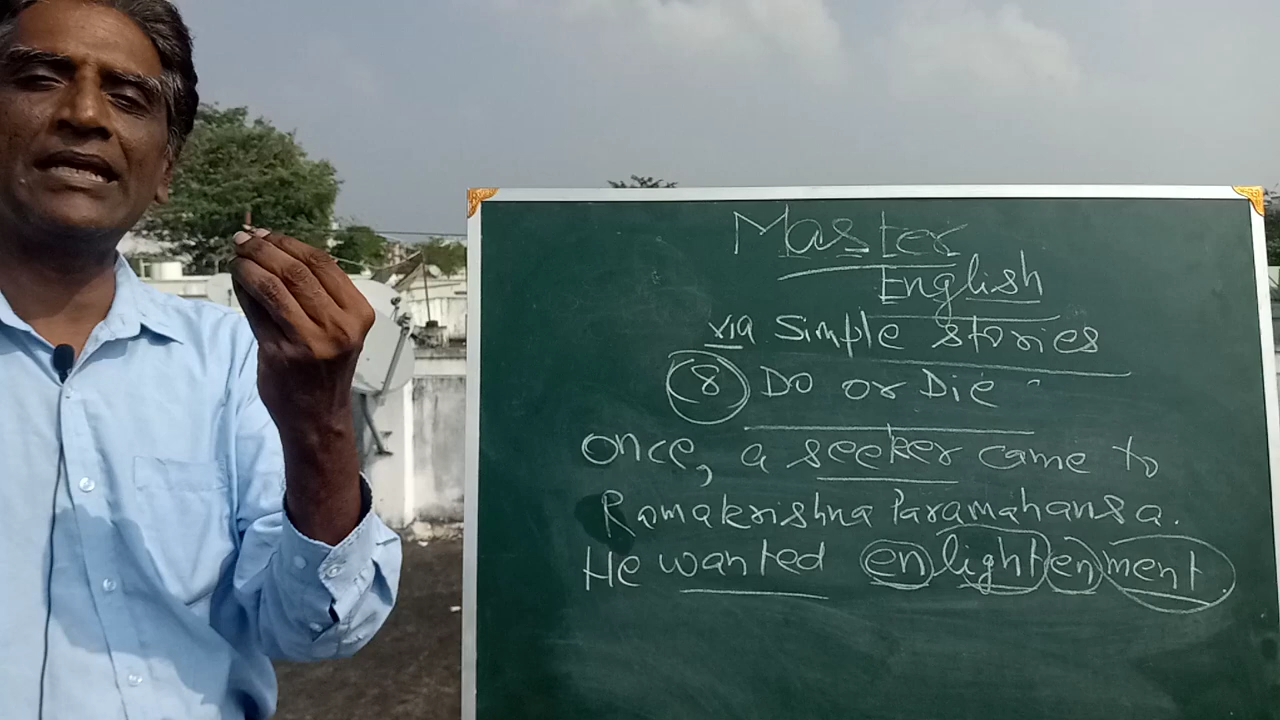 Master
English
via Simple stories
8 Do or Die
Once, a seeker came to
Ramakrishna Paramahansa.
He wanted enlightenment.